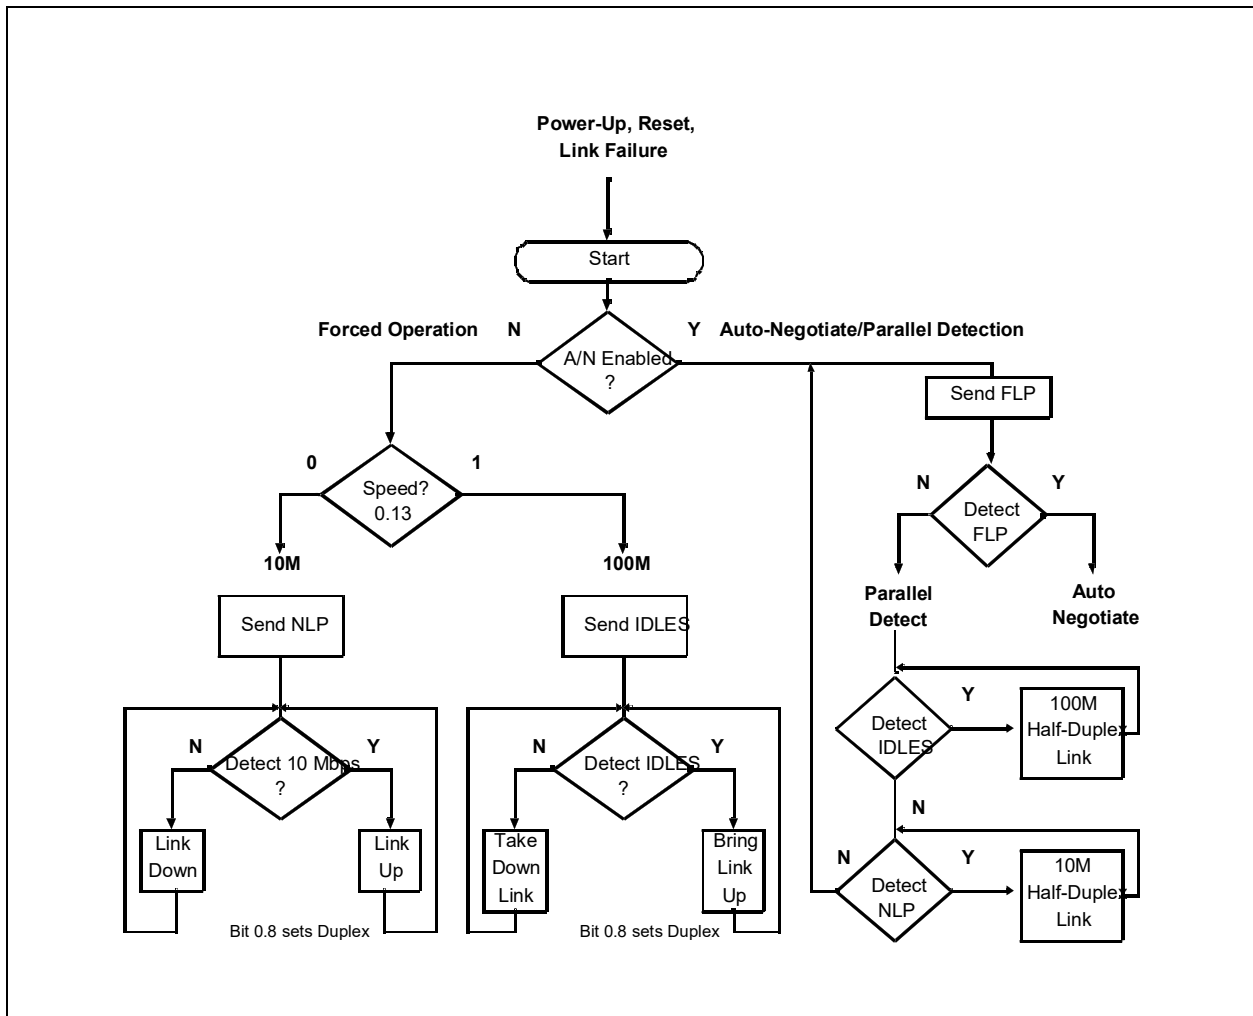 Power-Up, Reset,
Link Failure
Start
Forced Operation N
Y Auto-Negotiate/Parallel Detection
A/N Enabled
?
Send FLP
0
1
Speed?
0.13
N
Y
Detect
FLP
10M
100M
Parallel
Detect
Auto
Negotiate
Send NLP
Send IDLES
N
Y
Detect 10 Mbps
?
N
Y
Detect IDLES
?
Y
Detect
IDLES
100M
Half-Duplex
Link
N
Link
Down
Link
Up
Take
Down
Link
Bring
Link
Up
N
Y
Detect
NLP
10M
Half-Duplex
Link
Bit 0.8 sets Duplex
Bit 0.8 sets Duplex